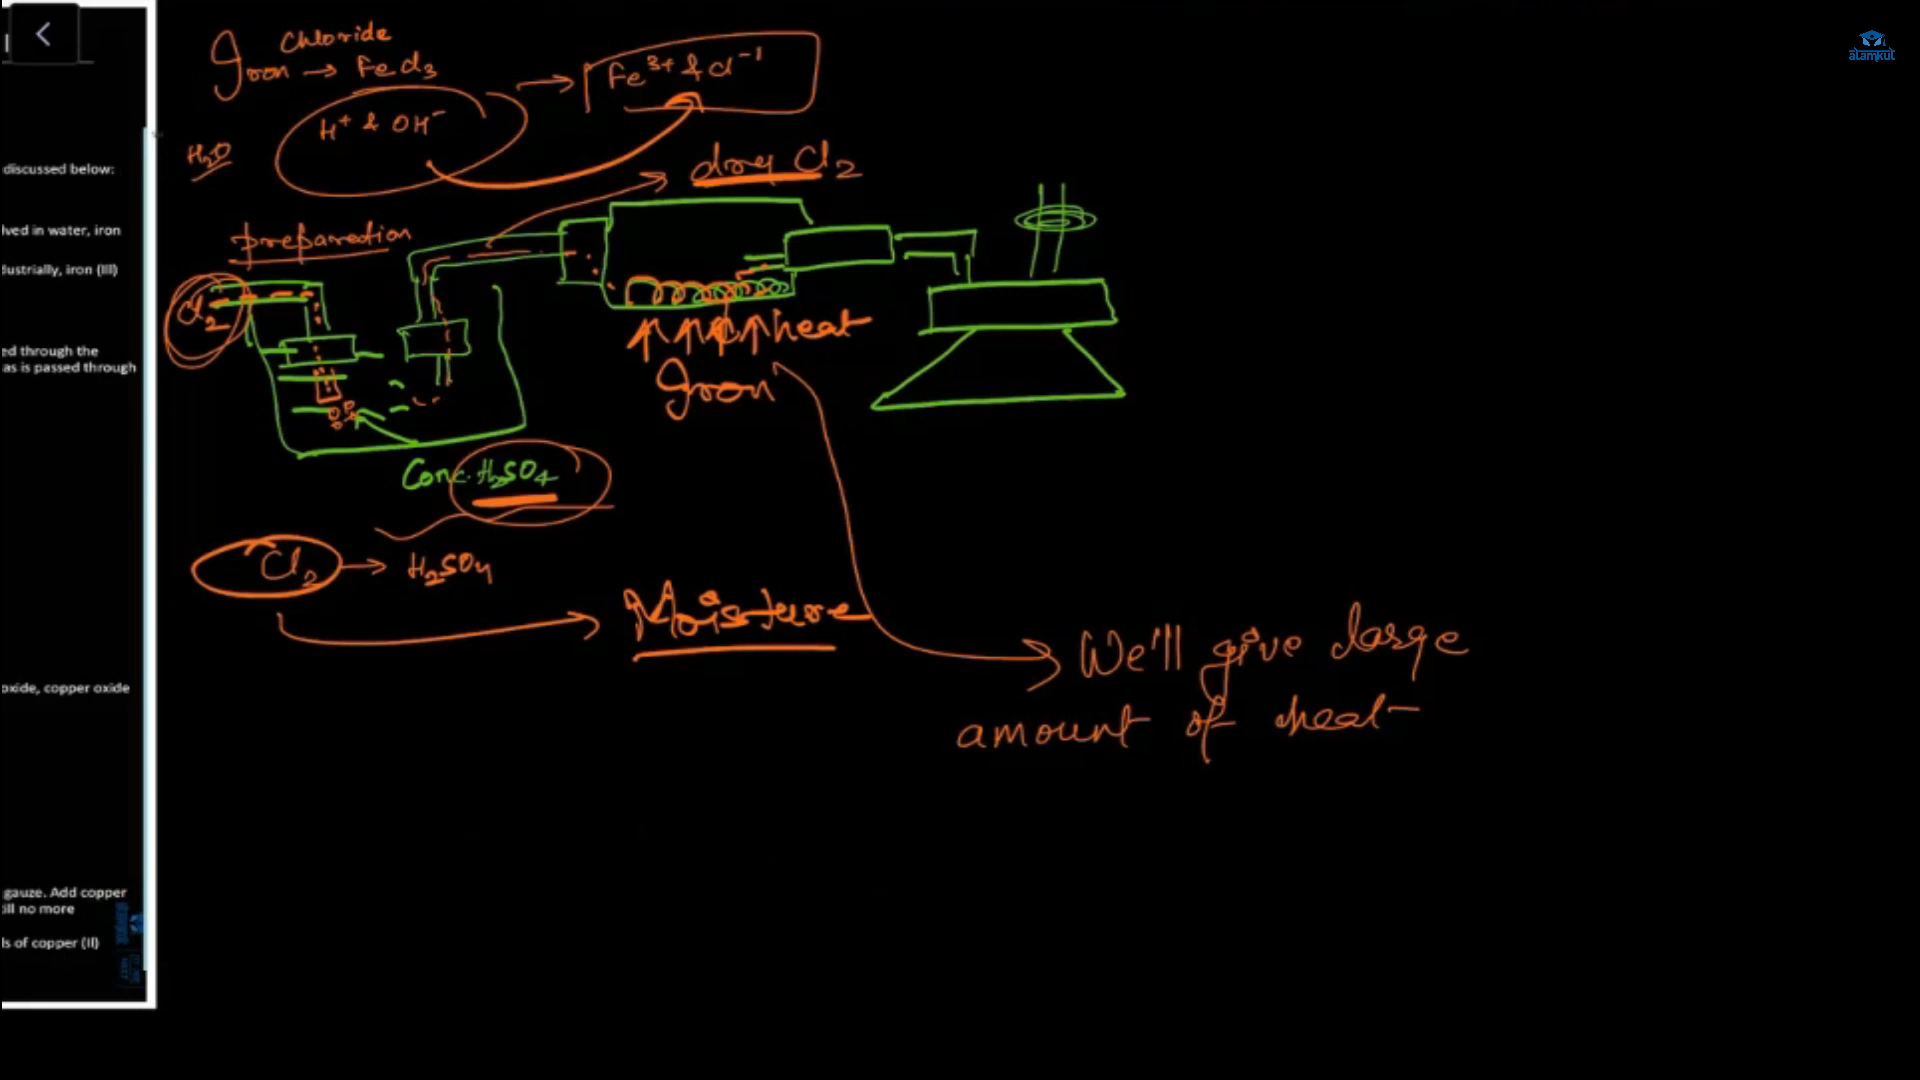 Chloride
Iron → FeCl3
Fe3+ & Cl-1
H+ & OH-
H2O
dry Cl2
preparation
Cl2
heat
Iron
Conc. H2SO4
Cl2 → H2SO4
Moisture
We'll give large
amount of heat
discussed below:
lved in water, iron
dustrially, iron (III)
ed through the
as is passed through
oxide, copper oxide
gauze. Add copper
ill no more
ls of copper (II)
alamkul